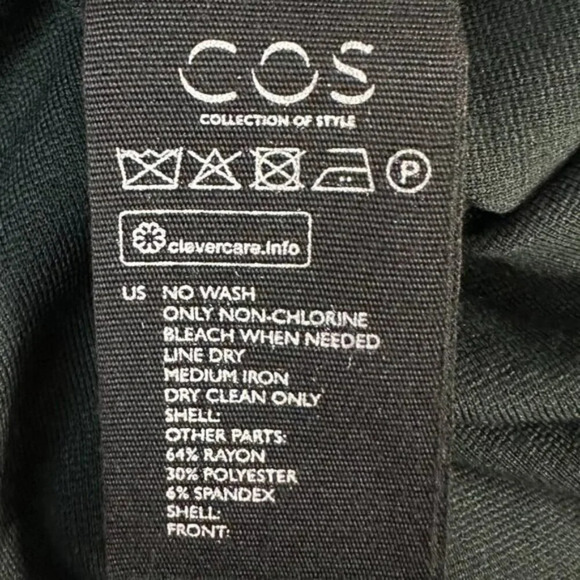 COS
COLLECTION OF STYLE
P
clevercare.info
US NO WASH
ONLY NON-CHLORINE
BLEACH WHEN NEEDED
LINE DRY
MEDIUM IRON
DRY CLEAN ONLY
SHELL:
OTHER PARTS:
64% RAYON
30% POLYESTER
6% SPANDEX
SHELL:
FRONT: